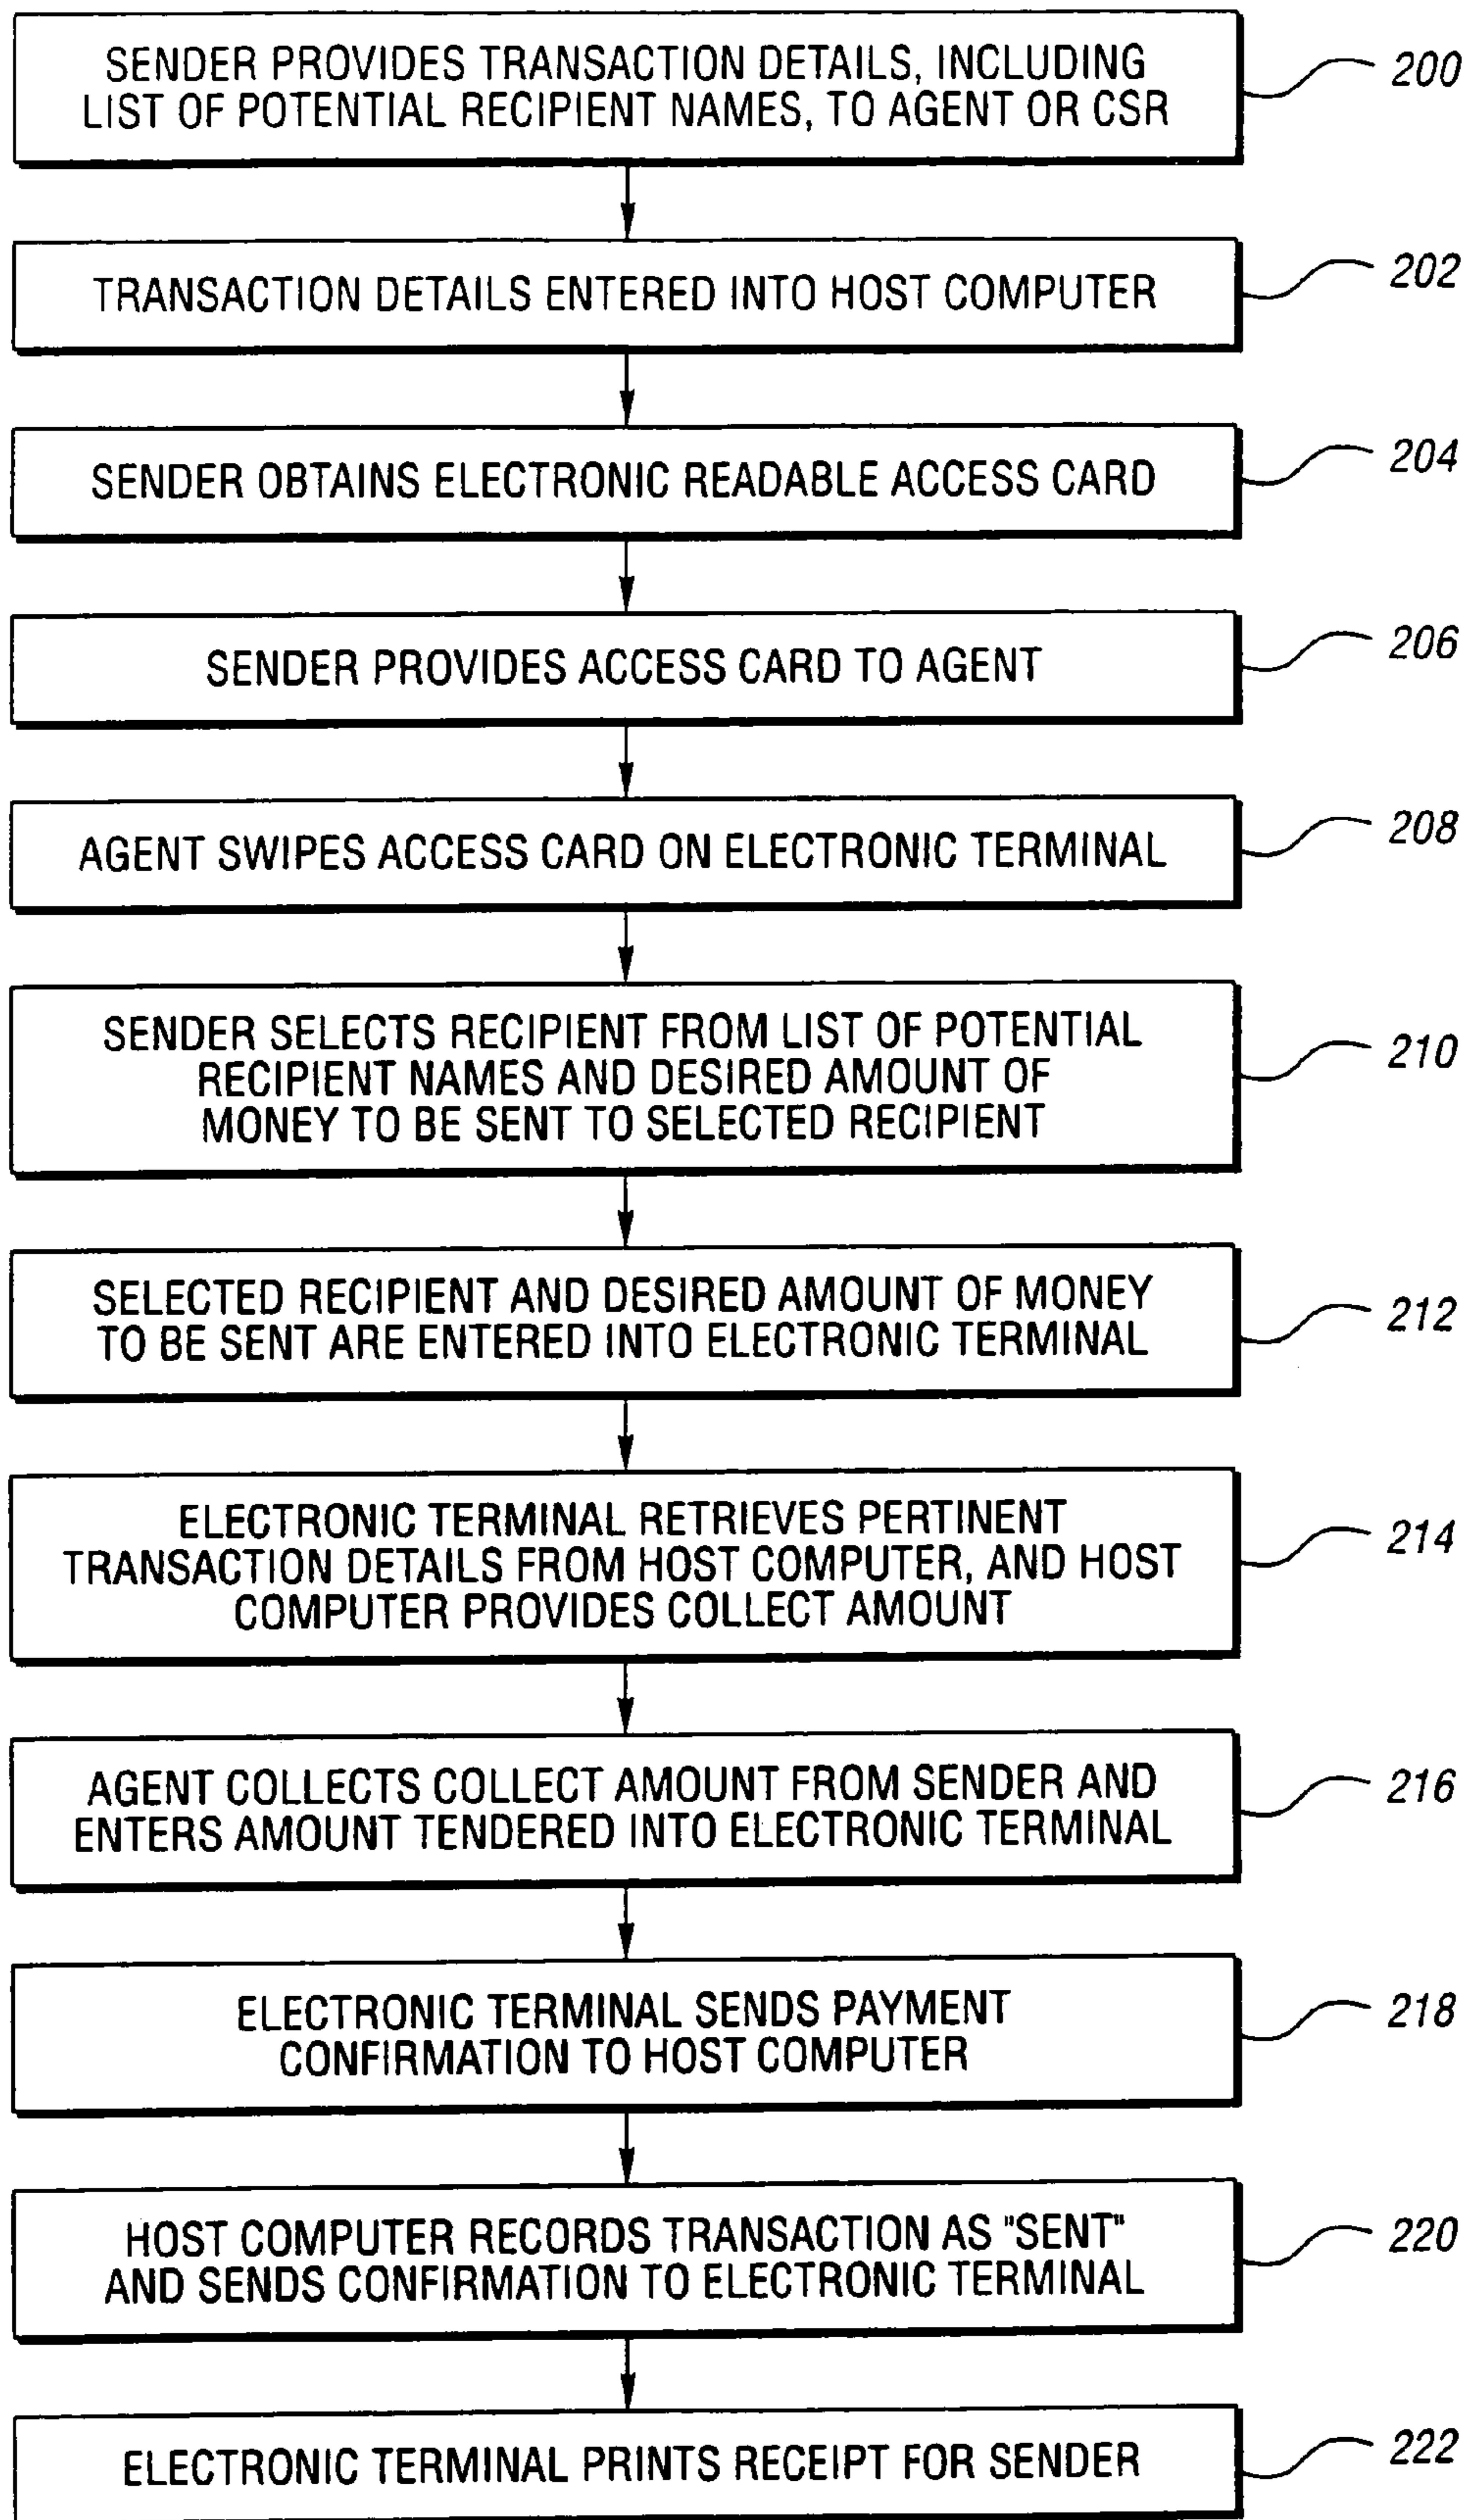 SENDER PROVIDES TRANSACTION DETAILS, INCLUDING
LIST OF POTENTIAL RECIPIENT NAMES, TO AGENT OR CSR
200
TRANSACTION DETAILS ENTERED INTO HOST COMPUTER
202
SENDER OBTAINS ELECTRONIC READABLE ACCESS CARD
204
SENDER PROVIDES ACCESS CARD TO AGENT
206
AGENT SWIPES ACCESS CARD ON ELECTRONIC TERMINAL
208
SENDER SELECTS RECIPIENT FROM LIST OF POTENTIAL
RECIPIENT NAMES AND DESIRED AMOUNT OF
MONEY TO BE SENT TO SELECTED RECIPIENT
210
SELECTED RECIPIENT AND DESIRED AMOUNT OF MONEY
TO BE SENT ARE ENTERED INTO ELECTRONIC TERMINAL
212
ELECTRONIC TERMINAL RETRIEVES PERTINENT
TRANSACTION DETAILS FROM HOST COMPUTER, AND HOST
COMPUTER PROVIDES COLLECT AMOUNT
214
AGENT COLLECTS COLLECT AMOUNT FROM SENDER AND
ENTERS AMOUNT TENDERED INTO ELECTRONIC TERMINAL
216
ELECTRONIC TERMINAL SENDS PAYMENT
CONFIRMATION TO HOST COMPUTER
218
HOST COMPUTER RECORDS TRANSACTION AS "SENT"
AND SENDS CONFIRMATION TO ELECTRONIC TERMINAL
220
ELECTRONIC TERMINAL PRINTS RECEIPT FOR SENDER
222